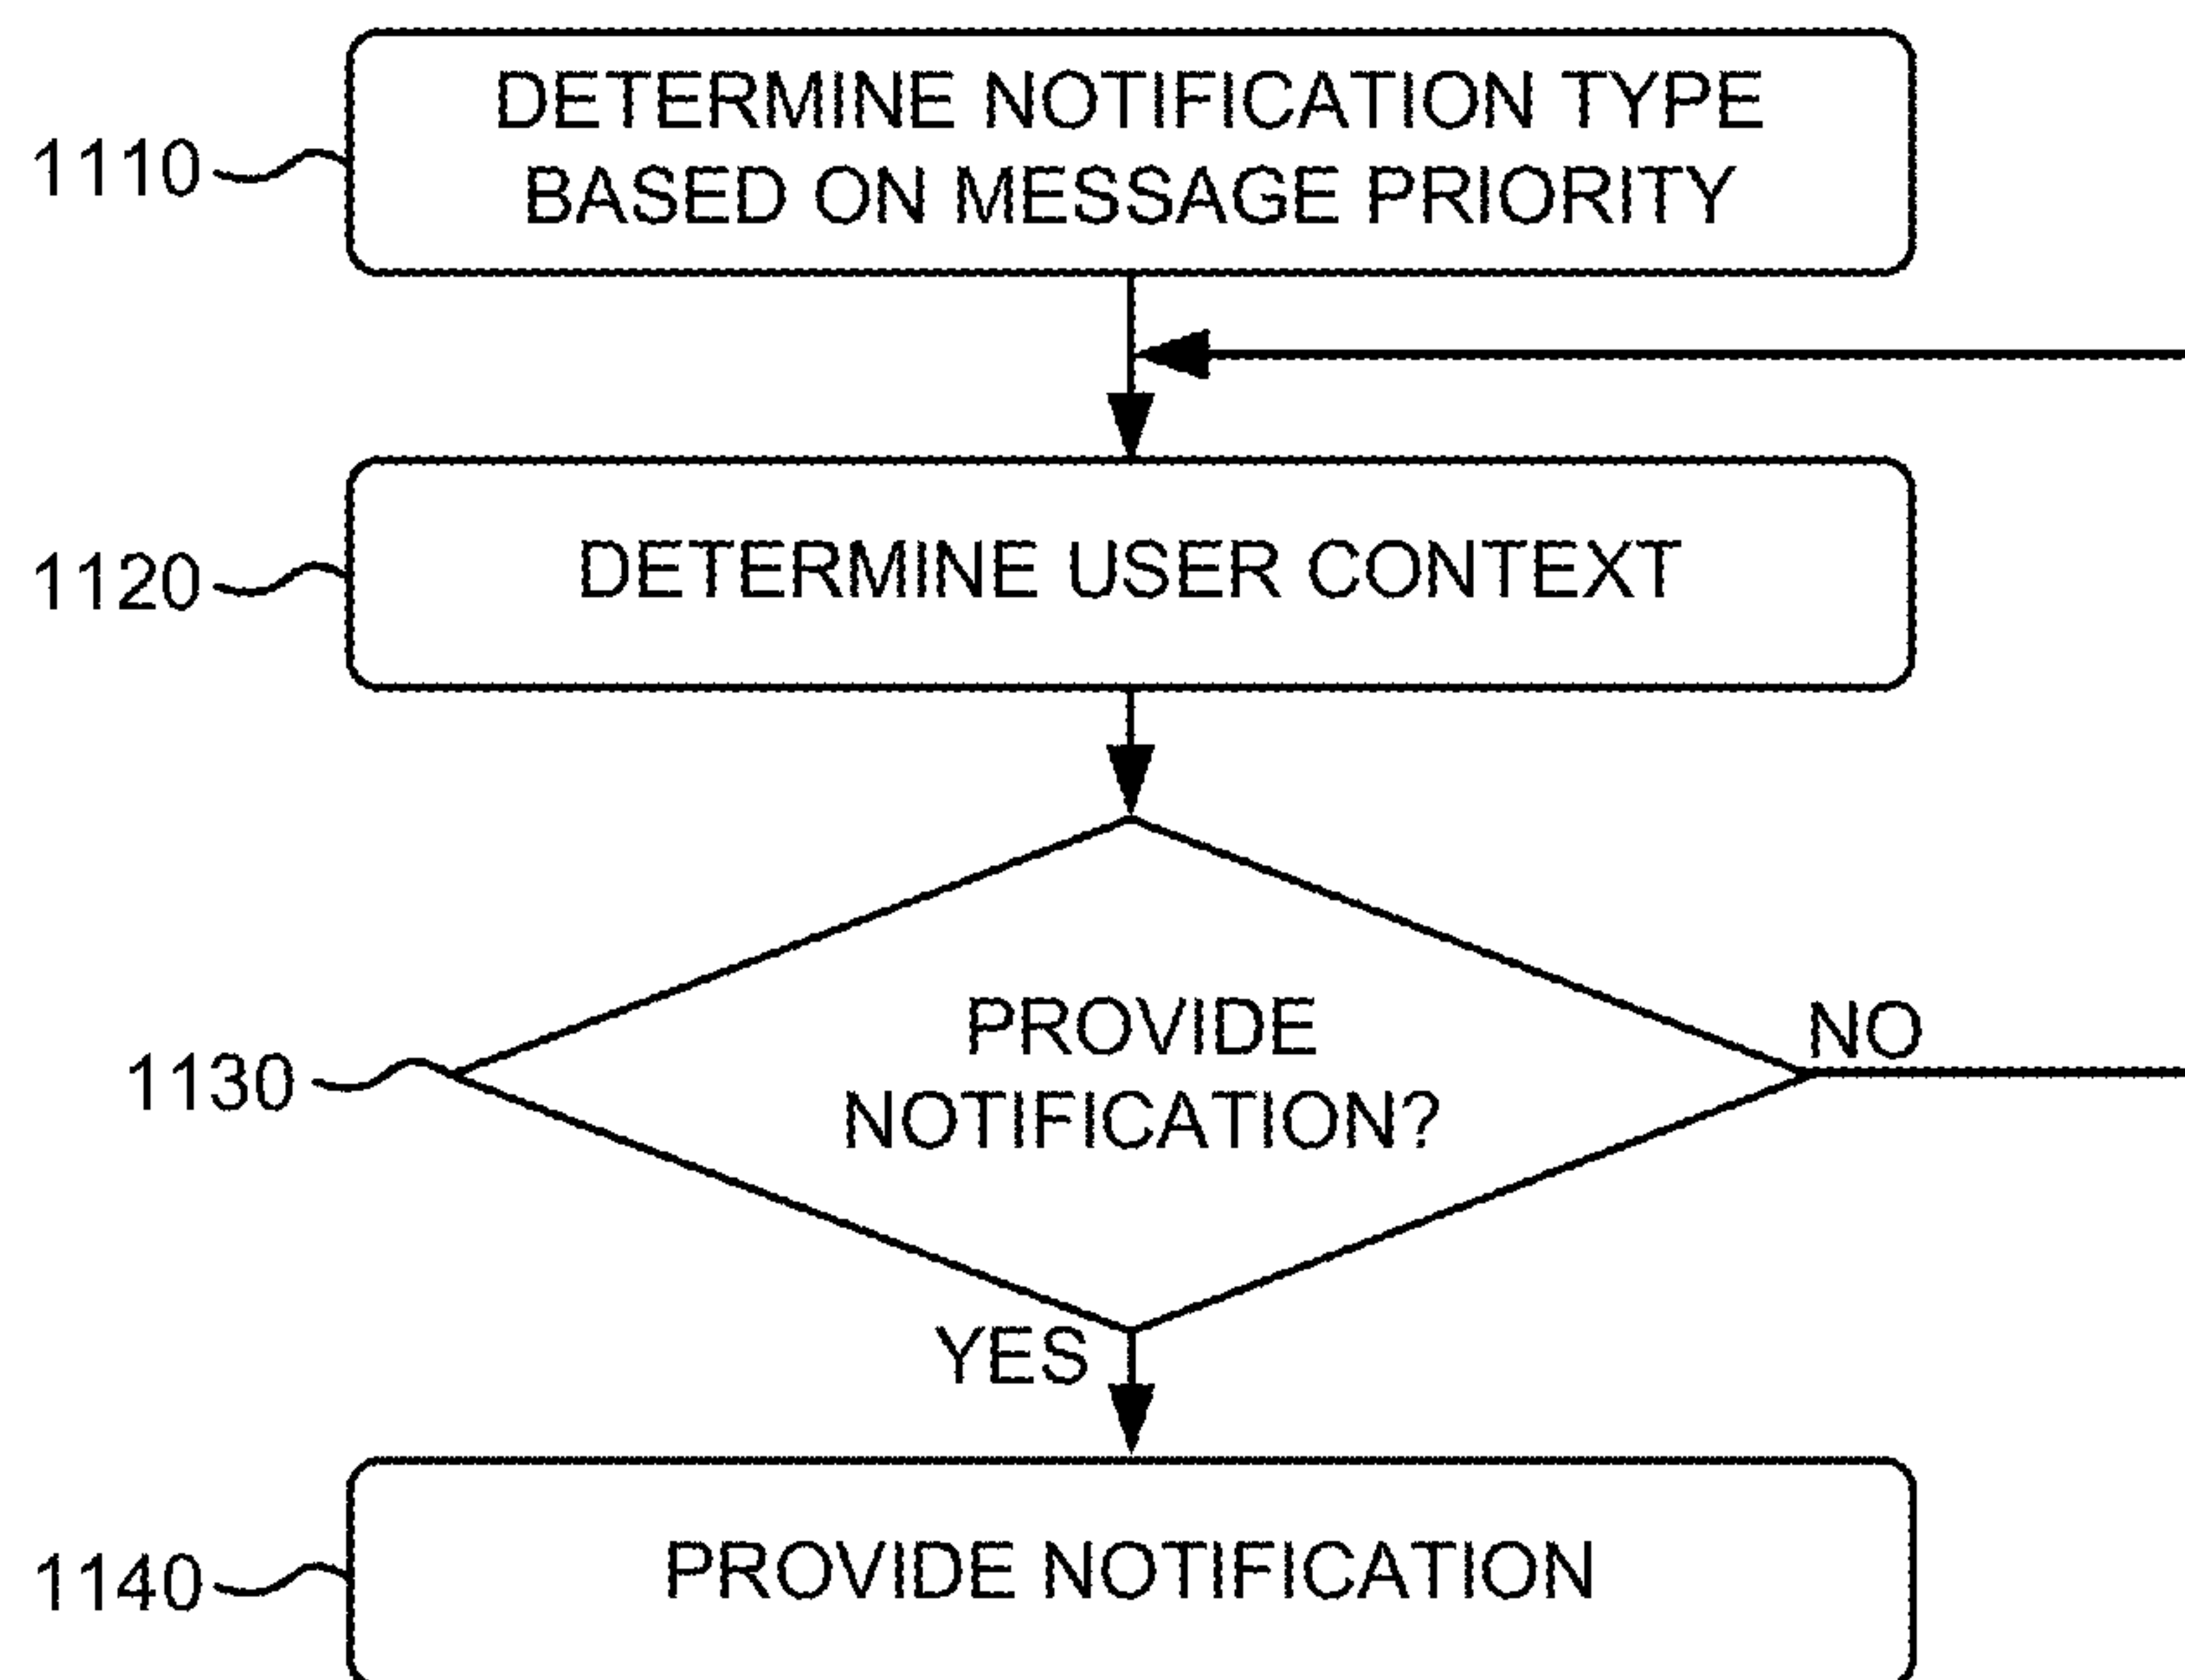 DETERMINE NOTIFICATION TYPE
BASED ON MESSAGE PRIORITY
1110
DETERMINE USER CONTEXT
1120
PROVIDE
NOTIFICATION?
NO
1130
YES
PROVIDE NOTIFICATION
1140